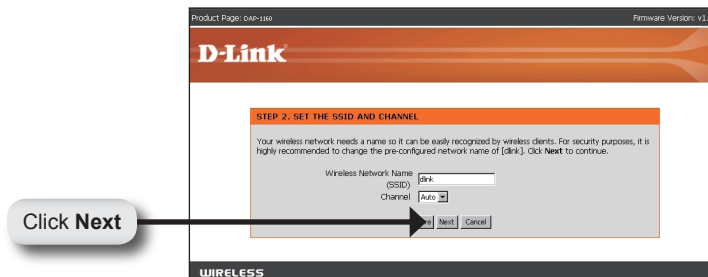 Product Page: DAP-1160 Firmware Version: v1.
D-Link
STEP 2. SET THE SSID AND CHANNEL
Your wireless network needs a name so it can be easily recognized by wireless clients. For security purposes, it is
highly recommended to change the pre-configured network name of [dlink]. Click Next to continue.
Wireless Network Name
(SSID)
dlink
Channel Auto
Next Cancel
Click Next
WIRELESS